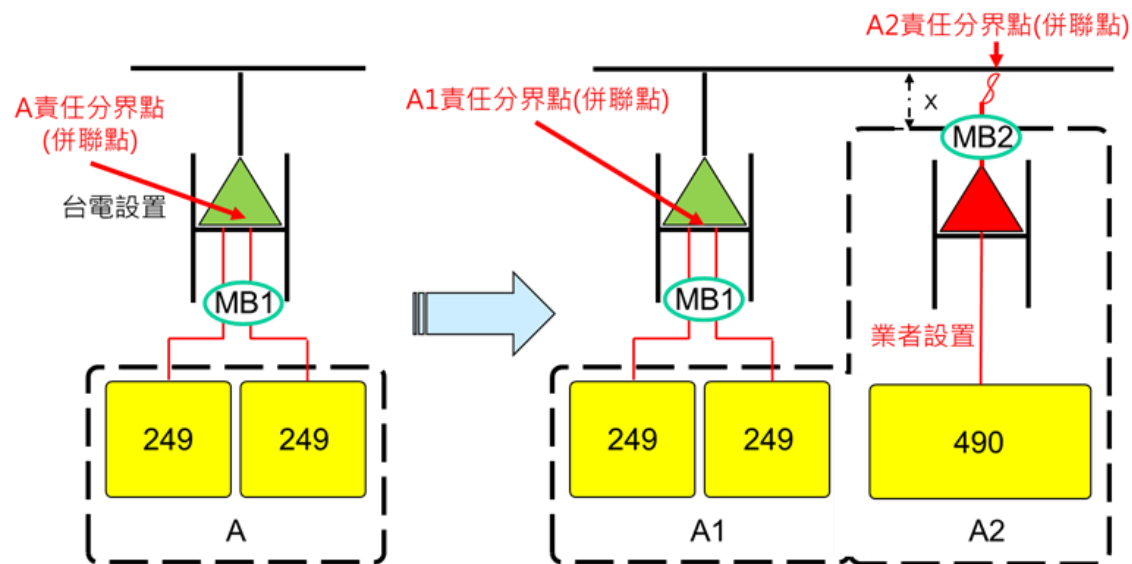 A責任分界點
(併聯點)
台電設置
MB1
249
249
A
A1責任分界點(併聯點)
MB1
249
249
A1
A2責任分界點(併聯點)
x
MB2
業者設置
490
A2